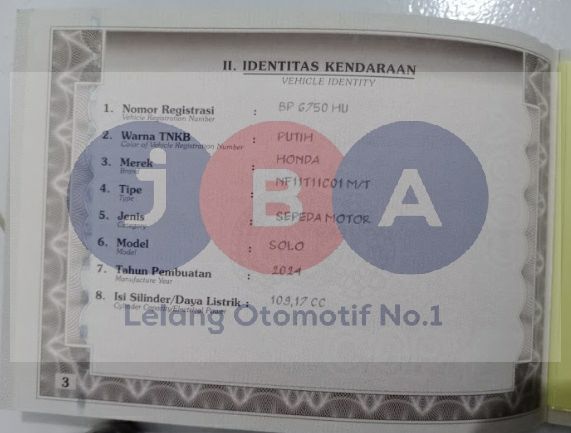 II. IDENTITAS KENDARAAN
VEHICLE IDENTITY
1. Nomor Registrasi : BP 6750 HU
Vehicle Registration Number
2. Warna TNKB : PUTIH
Color of Vehicle Registration Number
3. Merek : HONDA
Brand
4. Tipe : NF11T11C01 M/T
Type
5. Jenis : SEPEDA MOTOR
Category
6. Model : SOLO
Model
7. Tahun Pembuatan : 2024
Manufacture Year
8. Isi Silinder/Daya Listrik : 109,17 CC
Cylinder Capacity/Electrical Power
JBA
Lelang Otomotif No.1
3